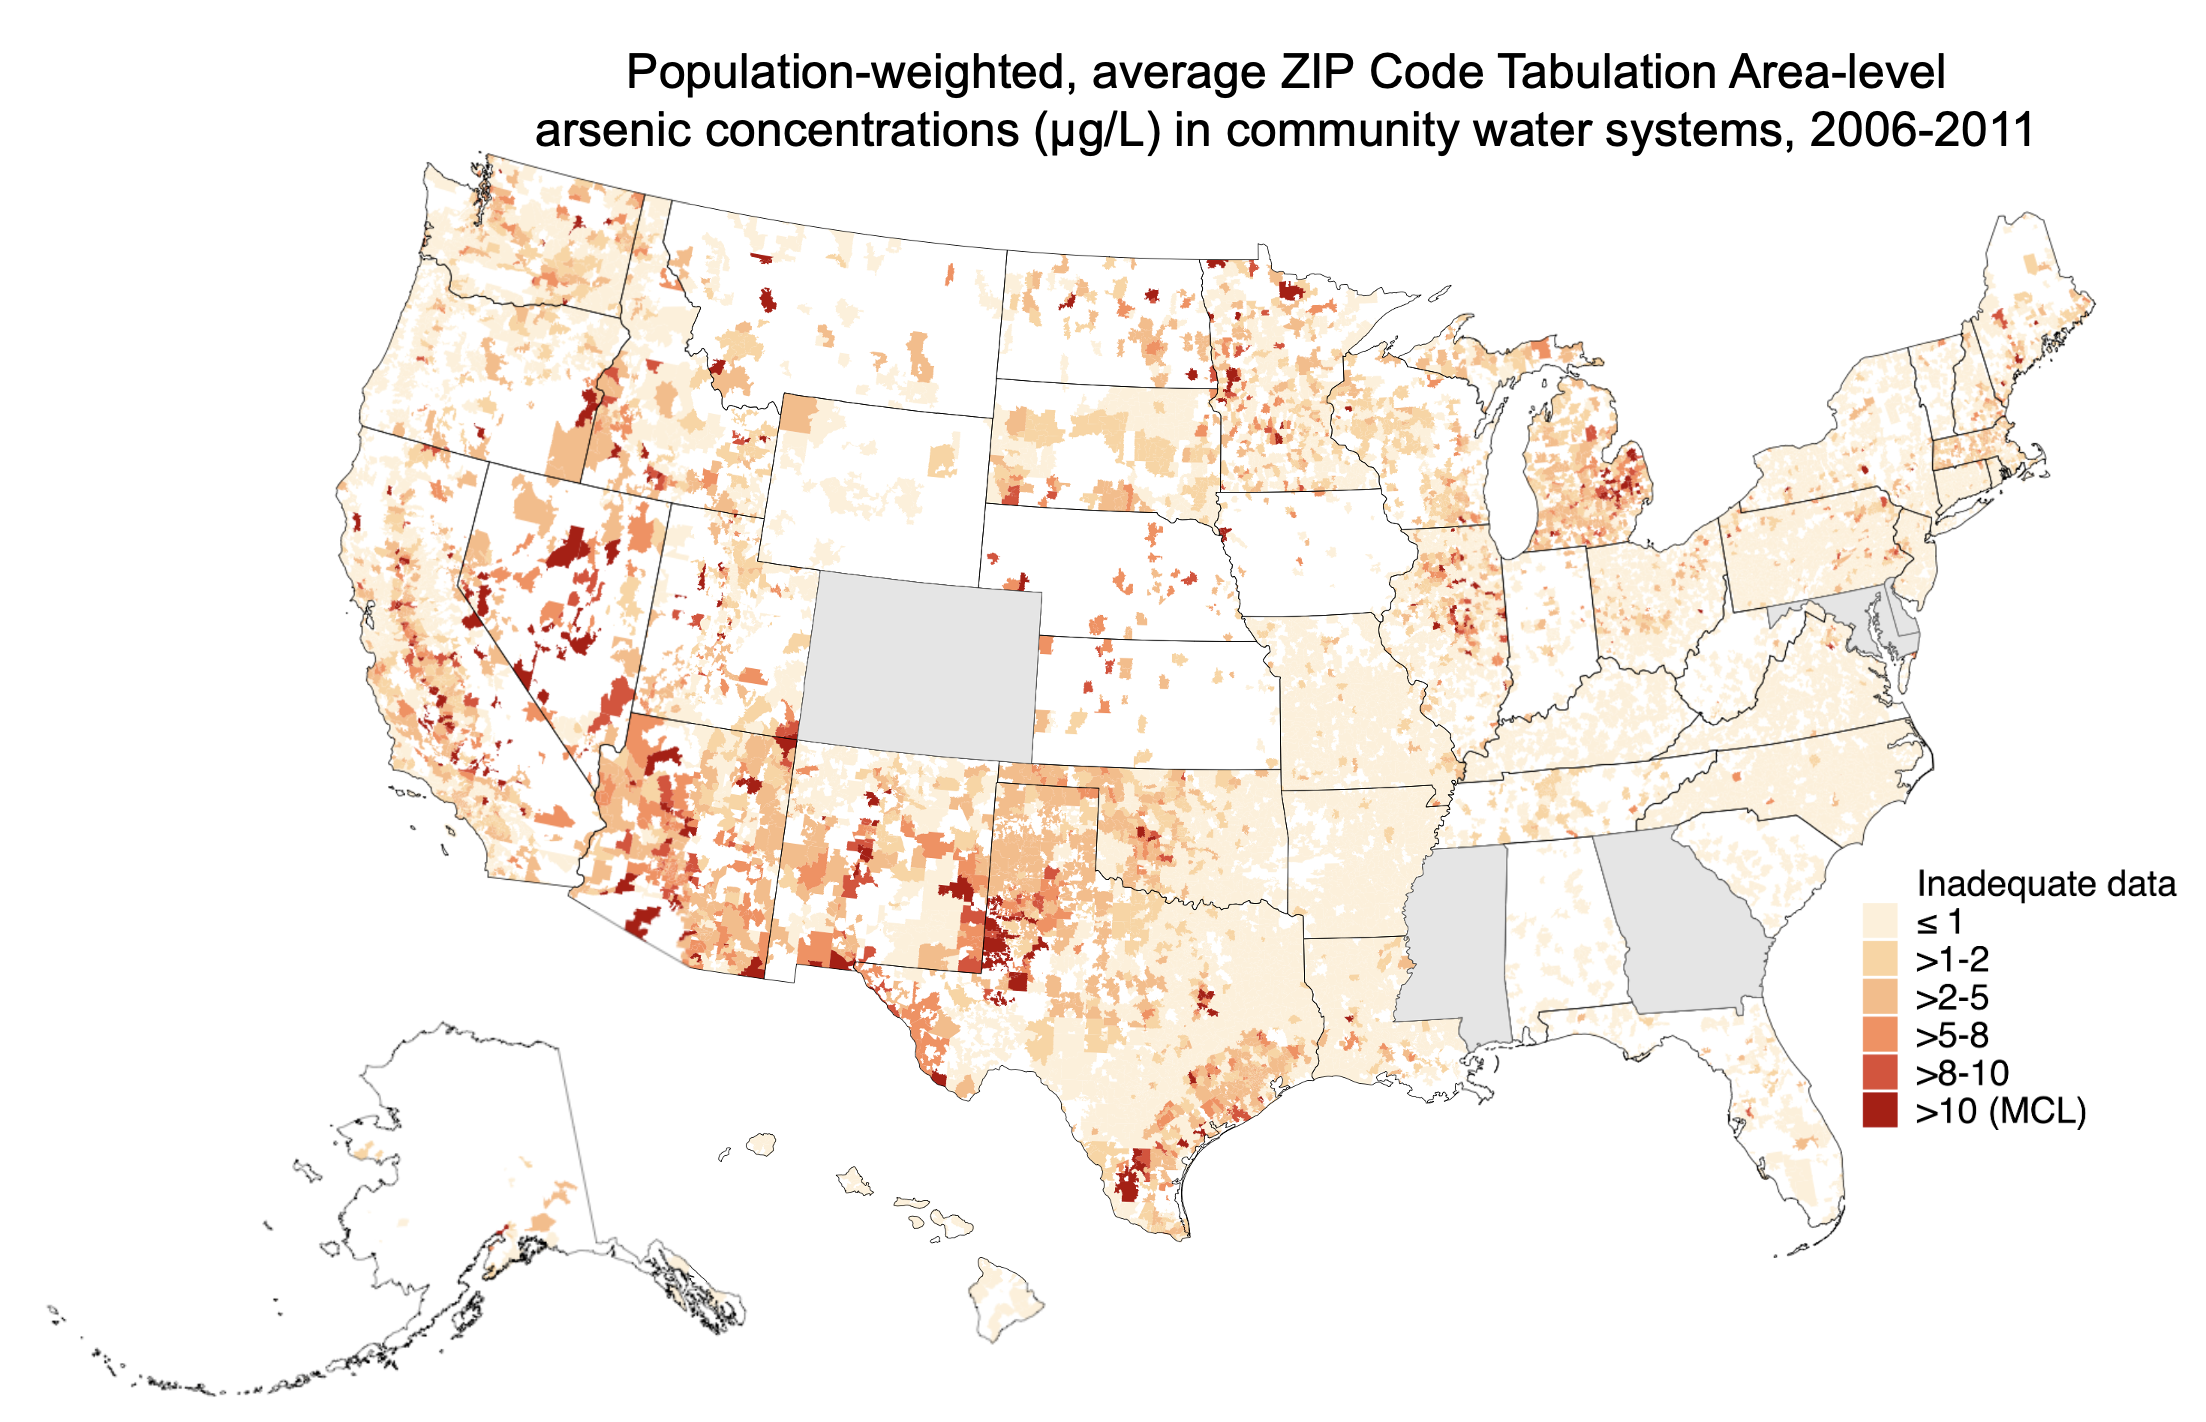 Population-weighted, average ZIP Code Tabulation Area-level
arsenic concentrations (µg/L) in community water systems, 2006-2011
Inadequate data
≤ 1
>1-2
>2-5
>5-8
>8-10
>10 (MCL)